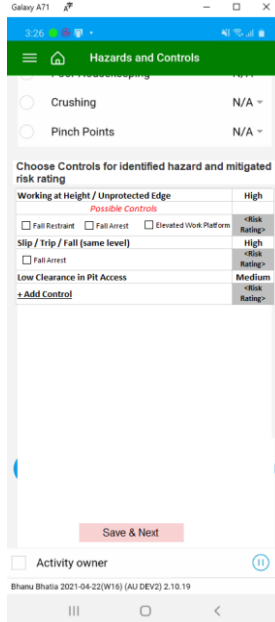 Galaxy A71
3:26
Hazards and Controls
Poor Housekeeping N/A
Crushing N/A
Pinch Points N/A
Choose Controls for identified hazard and mitigated
risk rating
Working at Height / Unprotected Edge High
Possible Controls
Fall Restraint Fall Arrest Elevated Work Platform <Risk
Rating>
Slip / Trip / Fall (same level) High
Fall Arrest <Risk
Rating>
Low Clearance in Pit Access Medium
+ Add Control <Risk
Rating>
Save & Next
Activity owner
Bhanu Bhatia 2021-04-22(W16) (AU DEV2) 2.10.19